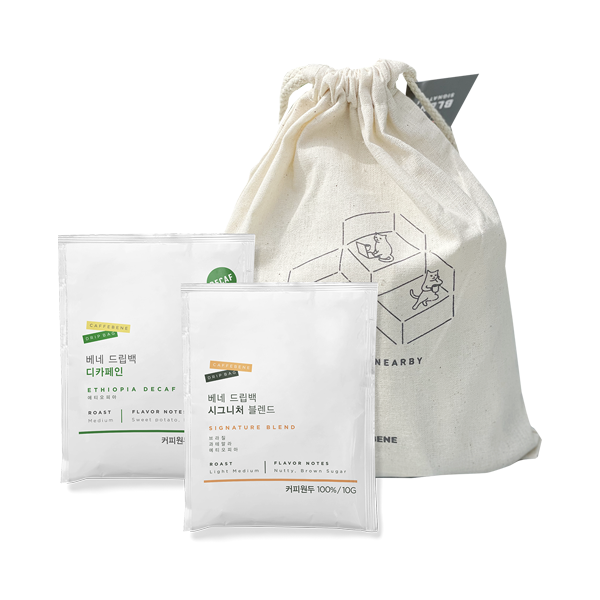 DECAF
CAFFEBENE
DRIP BAG
베네 드립백
디카페인
ETHIOPIA DECAF
에티오피아
ROAST
Medium
FLAVOR NOTES
Sweet potato
커피원두
CAFFEBENE
DRIP BAG
베네 드립백
시그니처 블렌드
SIGNATURE BLEND
브라질
과테말라
에티오피아
ROAST
Light Medium
FLAVOR NOTES
Nutty, Brown Sugar
커피원두 100%/10G
NEARBY
BENE